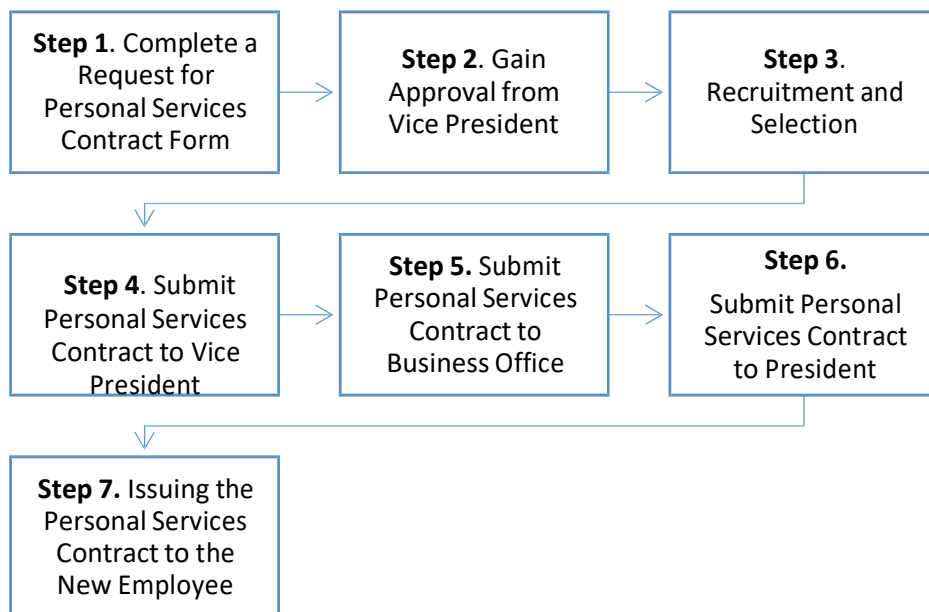 Step 1. Complete a
Request for
Personal Services
Contract Form
Step 2. Gain
Approval from
Vice President
Step 3.
Recruitment and
Selection
Step 4. Submit
Personal Services
Contract to Vice
President
Step 5. Submit
Personal Services
Contract to
Business Office
Step 6.
Submit Personal
Services Contract
to President
Step 7. Issuing the
Personal Services
Contract to the
New Employee